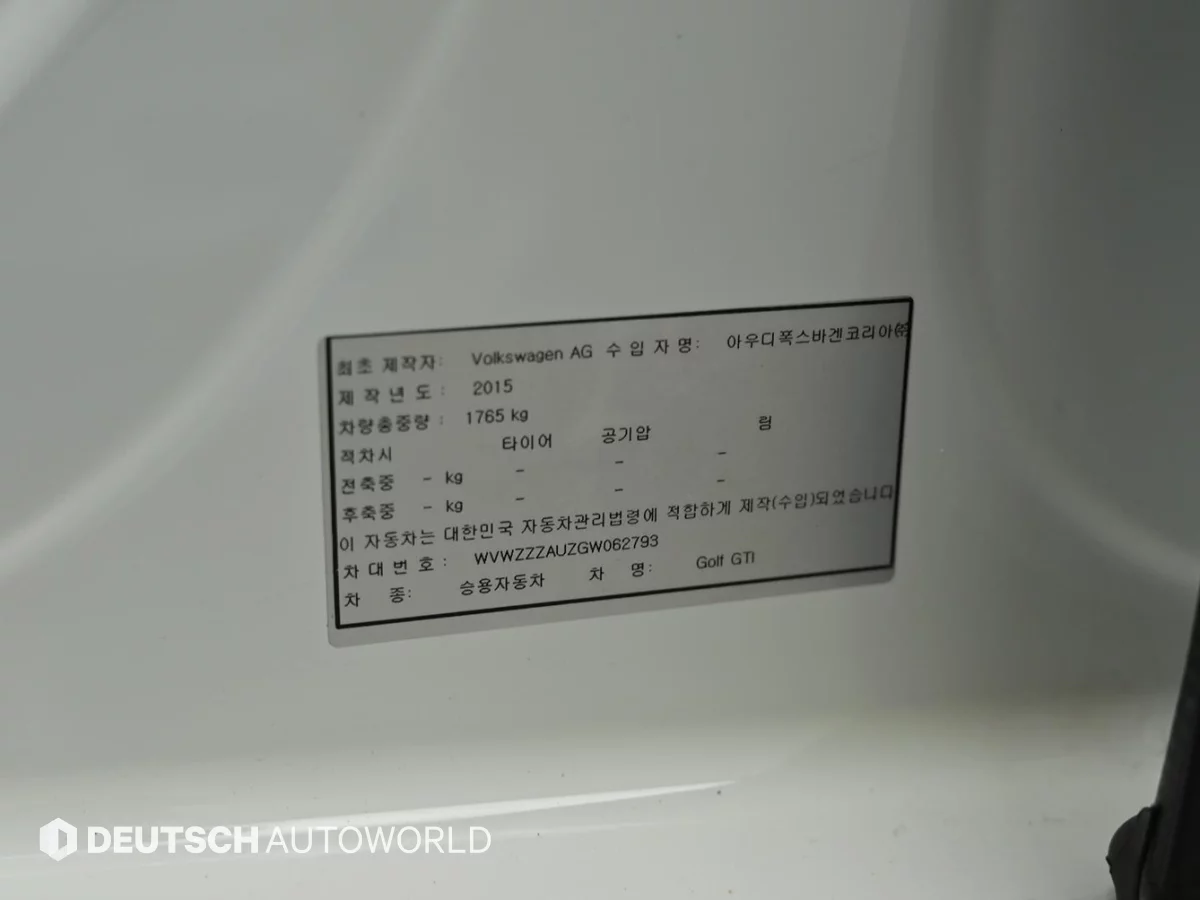 최초 제작자: Volkswagen AG 수 입 자 명: 아우디폭스바겐코리아㈜
제 작 년 도 : 2015
차량총중량 : 1765 kg
적차시 타이어 공기압 림
전축중 - kg - - -
후축중 - kg - - -
이 자동차는 대한민국 자동차관리법령에 적합하게 제작(수입)되었습니다
차 대 번 호 : WVWZZZAUZGW062793
차 종: 승용자동차 차 명: Golf GTI
DEUTSCH AUTOWORLD